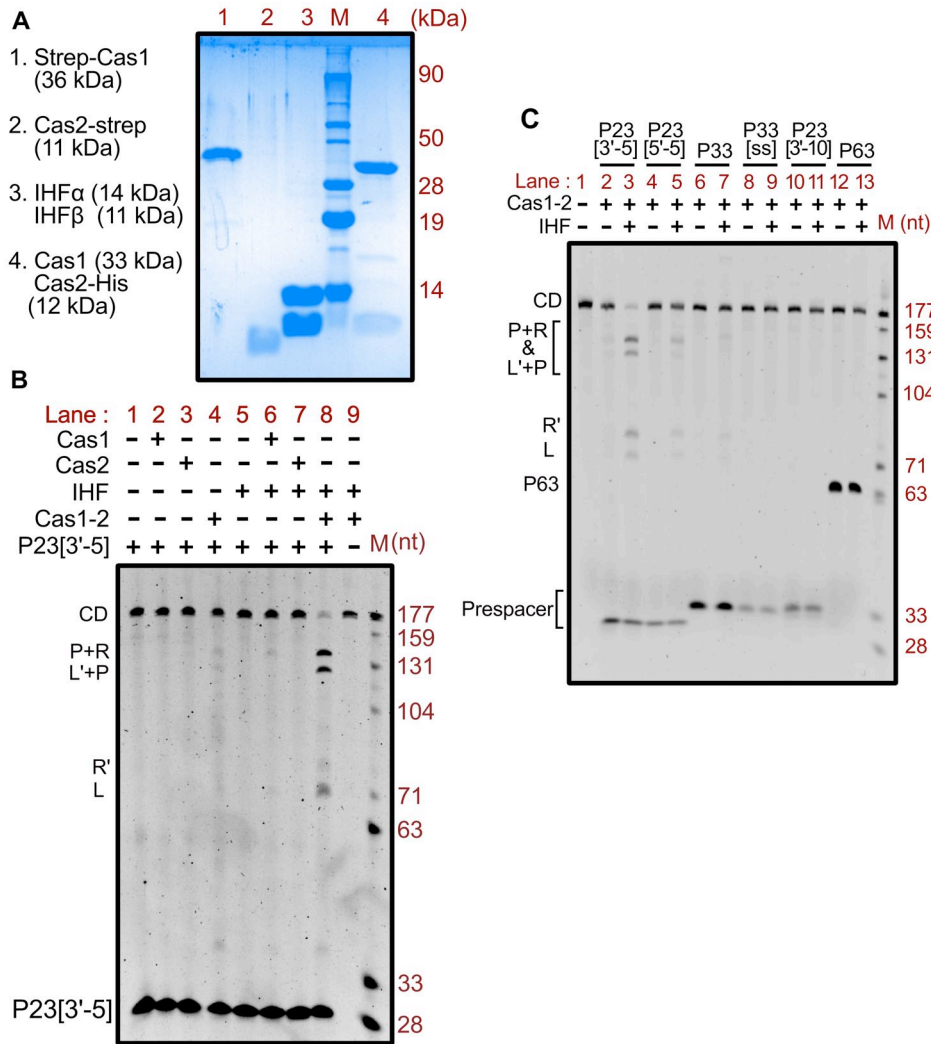 A
1 2 3 M 4 (kDa)
1. Strep-Cas1
(36 kDa)
2. Cas2-strep
(11 kDa)
3. IHFα (14 kDa)
IHFβ (11 kDa)
4. Cas1 (33 kDa)
Cas2-His
(12 kDa)
90
50
28
19
14
B
Lane : 1 2 3 4 5 6 7 8 9
Cas1 - + - - - + - - -
Cas2 - - + - - - + - -
IHF - - - - + + + + +
Cas1-2 - - - + - - - + +
P23[3'-5] + + + + + + + + - M (nt)
CD
P+R
L'+P
R'
L
P23[3'-5]
177
159
131
104
71
63
33
28
C
P23 P23 P33 P33 P23 P63
[3'-5] [5'-5] [ss] [3'-10]
Lane : 1 2 3 4 5 6 7 8 9 10 11 12 13
Cas1-2 - + + + + + + + + + + + +
IHF - - + - + - + - + - + - + M (nt)
CD
P+R
&
L'+P
R'
L
P63
Prespacer
177
159
131
104
71
63
33
28